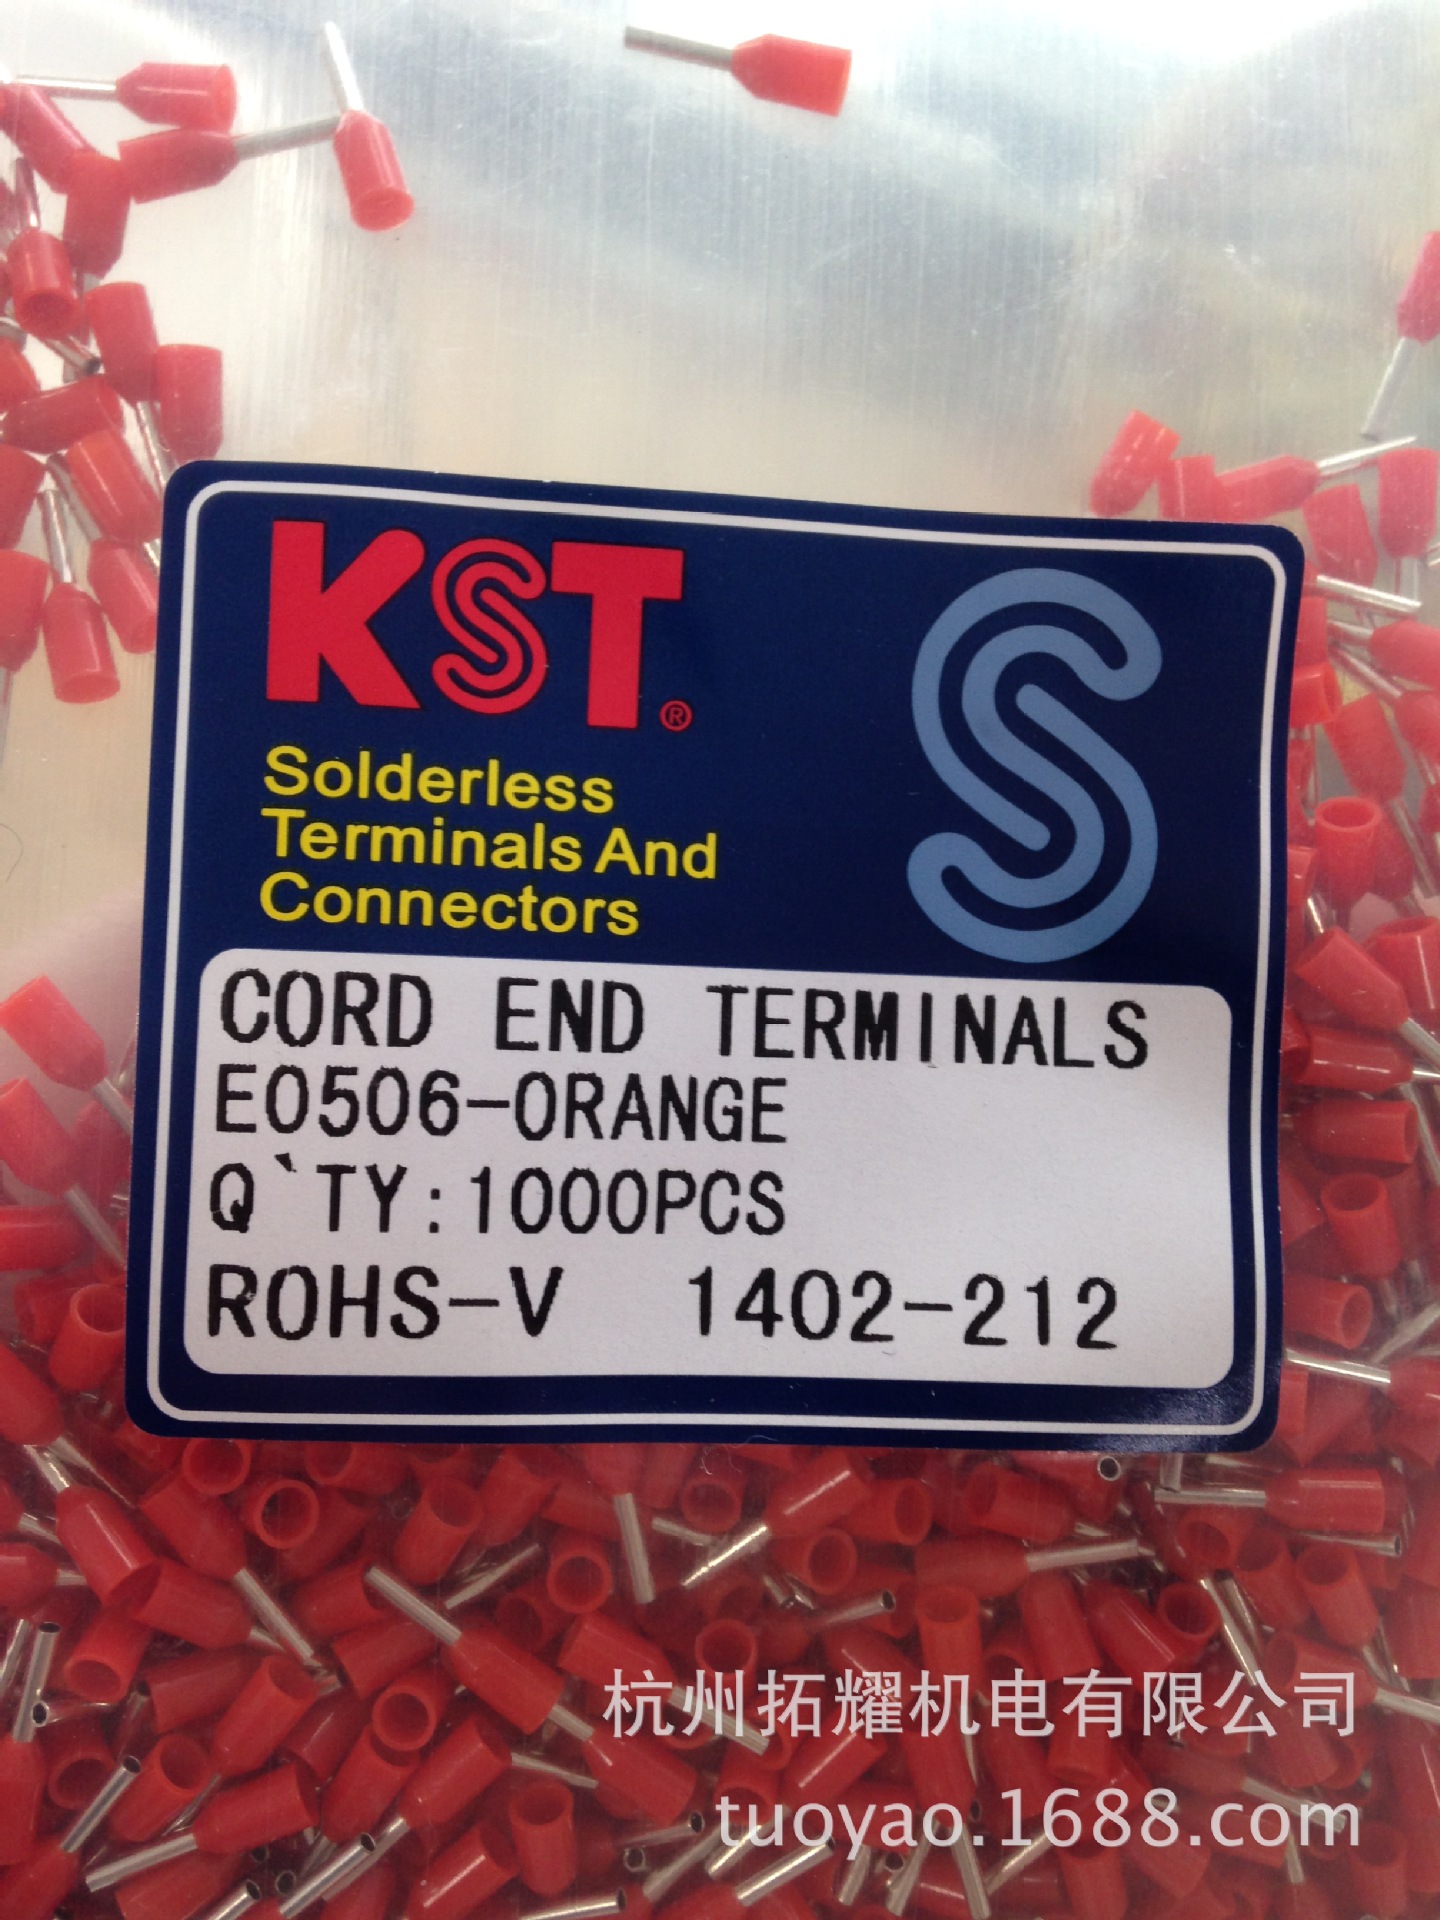 KST®
Solderless
Terminals And
Connectors
S
CORD END TERMINALS
E0506-ORANGE
Q`TY:1000PCS
ROHS-V 1402-212
杭州拓耀机电有限公司
tuoyao.1688.com